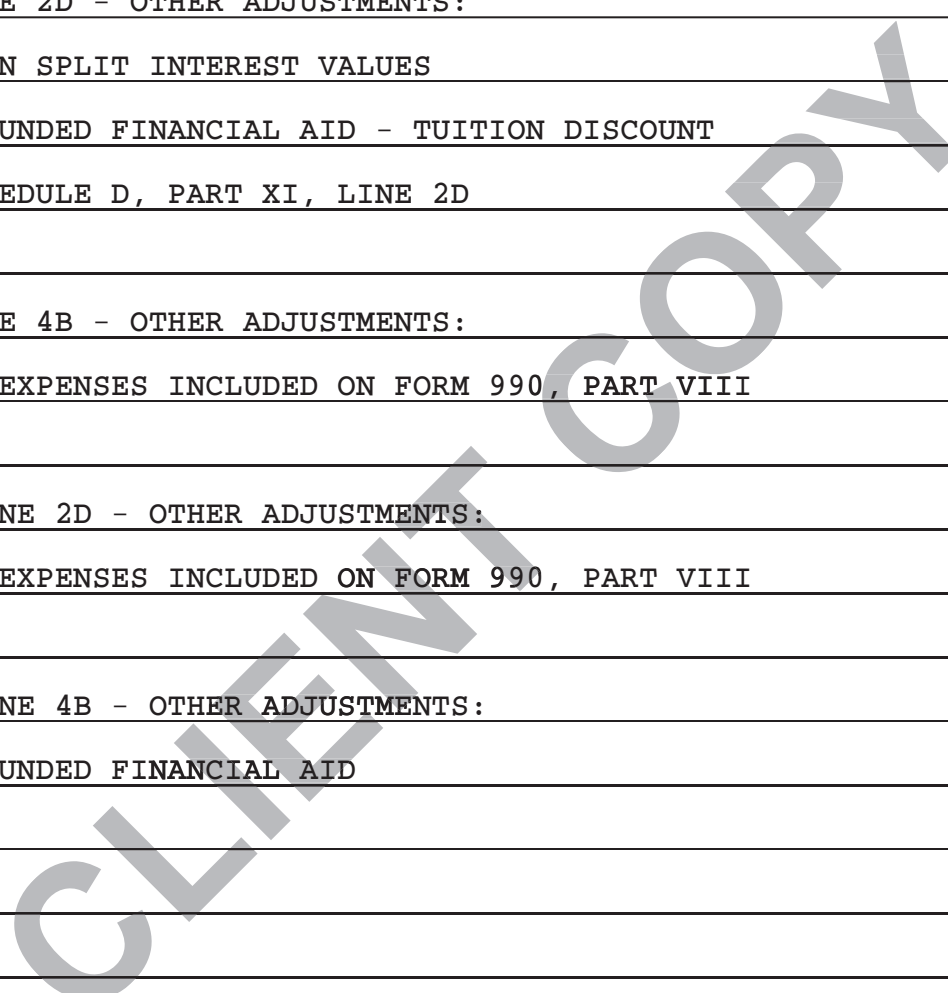 E 2D - OTHER ADJUSTMENTS:
N SPLIT INTEREST VALUES
UNDED FINANCIAL AID - TUITION DISCOUNT
EDULE D, PART XI, LINE 2D
E 4B - OTHER ADJUSTMENTS:
EXPENSES INCLUDED ON FORM 990, PART VIII
NE 2D - OTHER ADJUSTMENTS:
EXPENSES INCLUDED ON FORM 990, PART VIII
NE 4B - OTHER ADJUSTMENTS:
UNDED FINANCIAL AID
CLIENT COPY